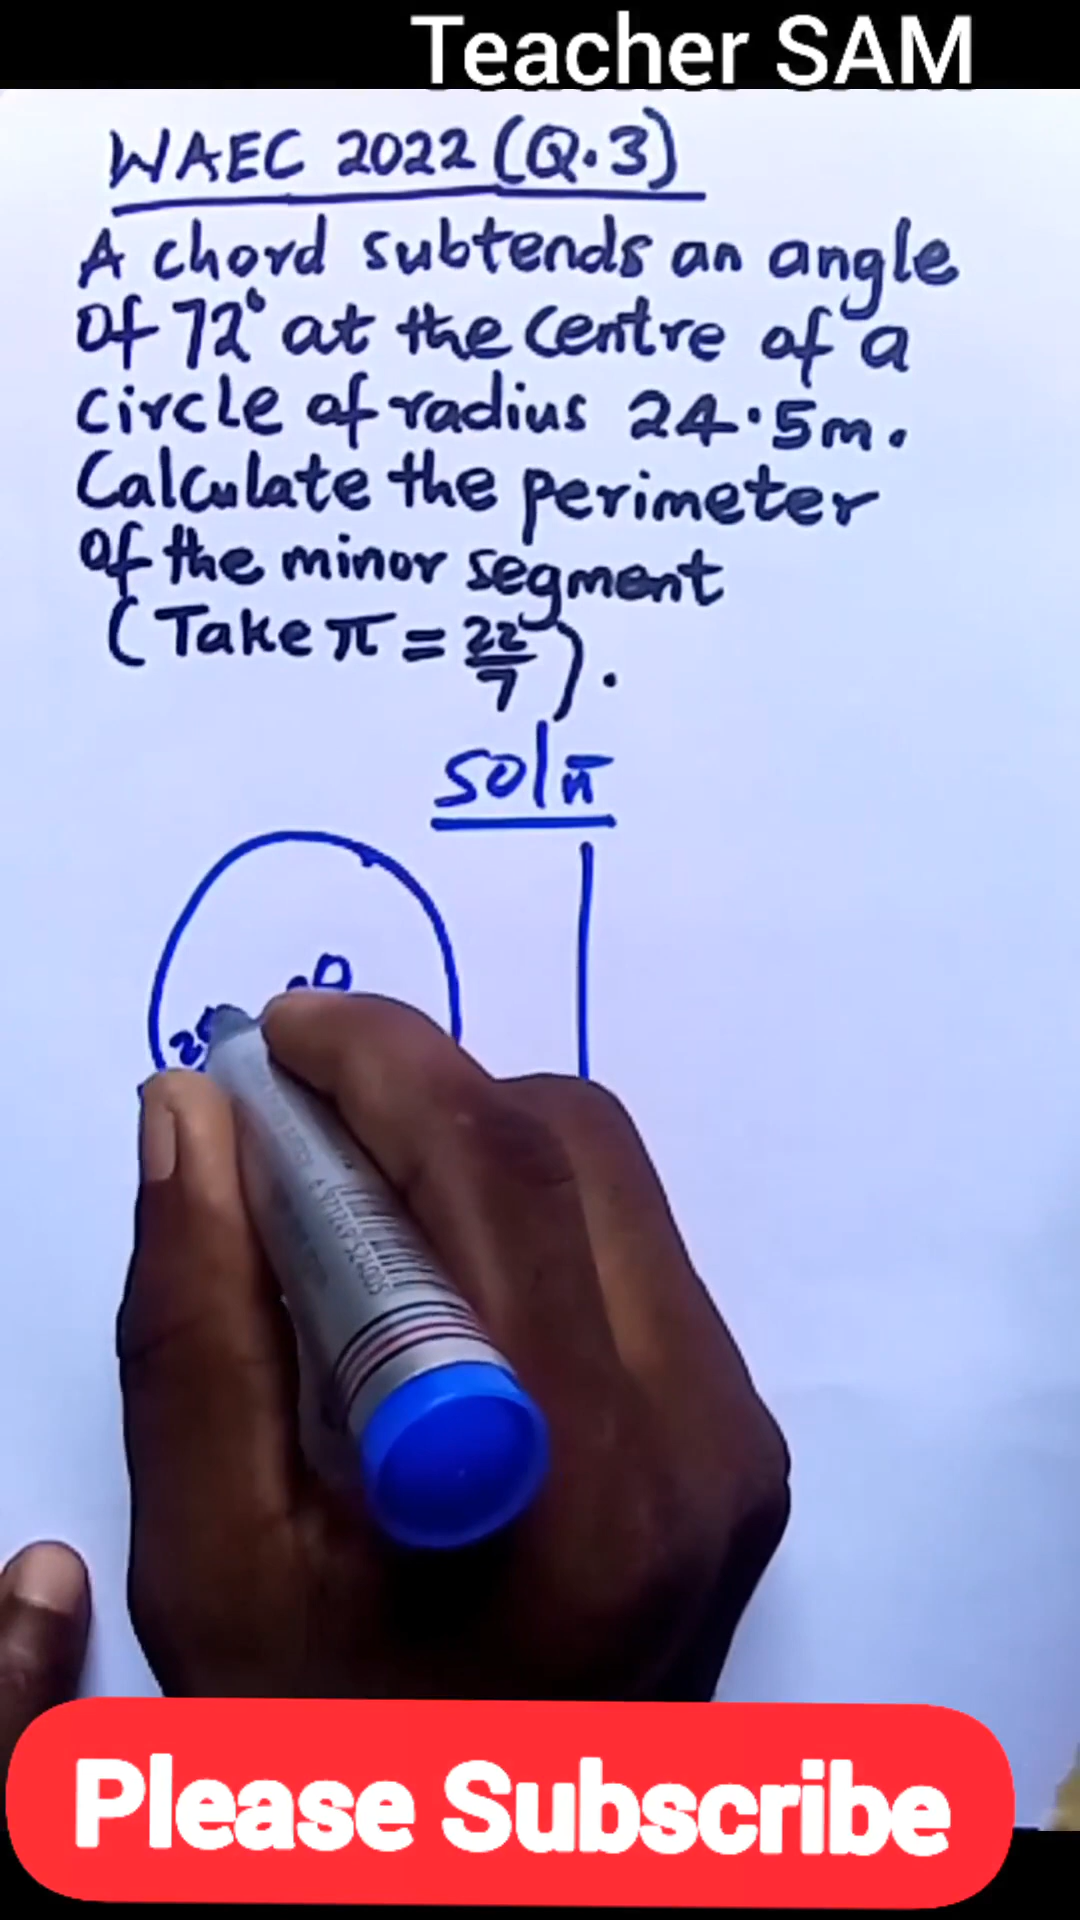 Teacher SAM
WAEC 2022 (Q.3)
A chord subtends an angle
of 72° at the centre of a
circle of radius 24.5m.
Calculate the perimeter
of the minor segment
(Take π = 22/7).
Sol n̄
Please Subscribe